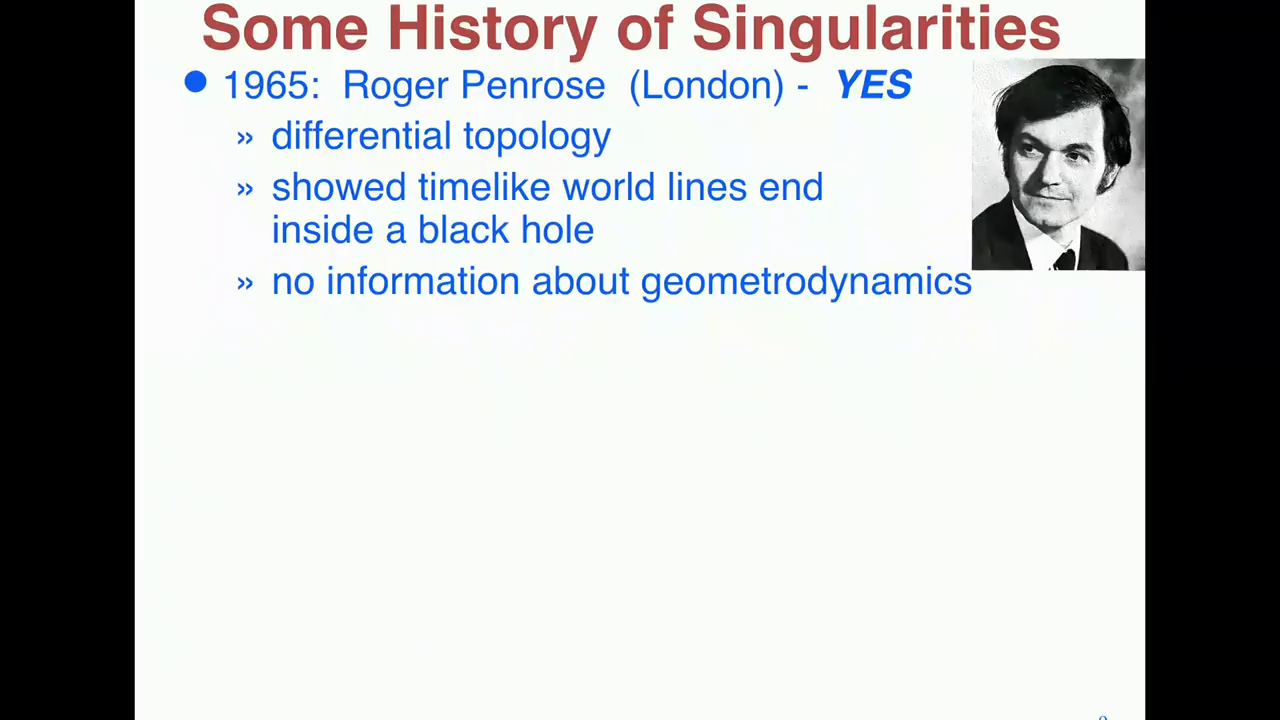 Some History of Singularities
● 1965: Roger Penrose (London) - YES
» differential topology
» showed timelike world lines end
inside a black hole
» no information about geometrodynamics